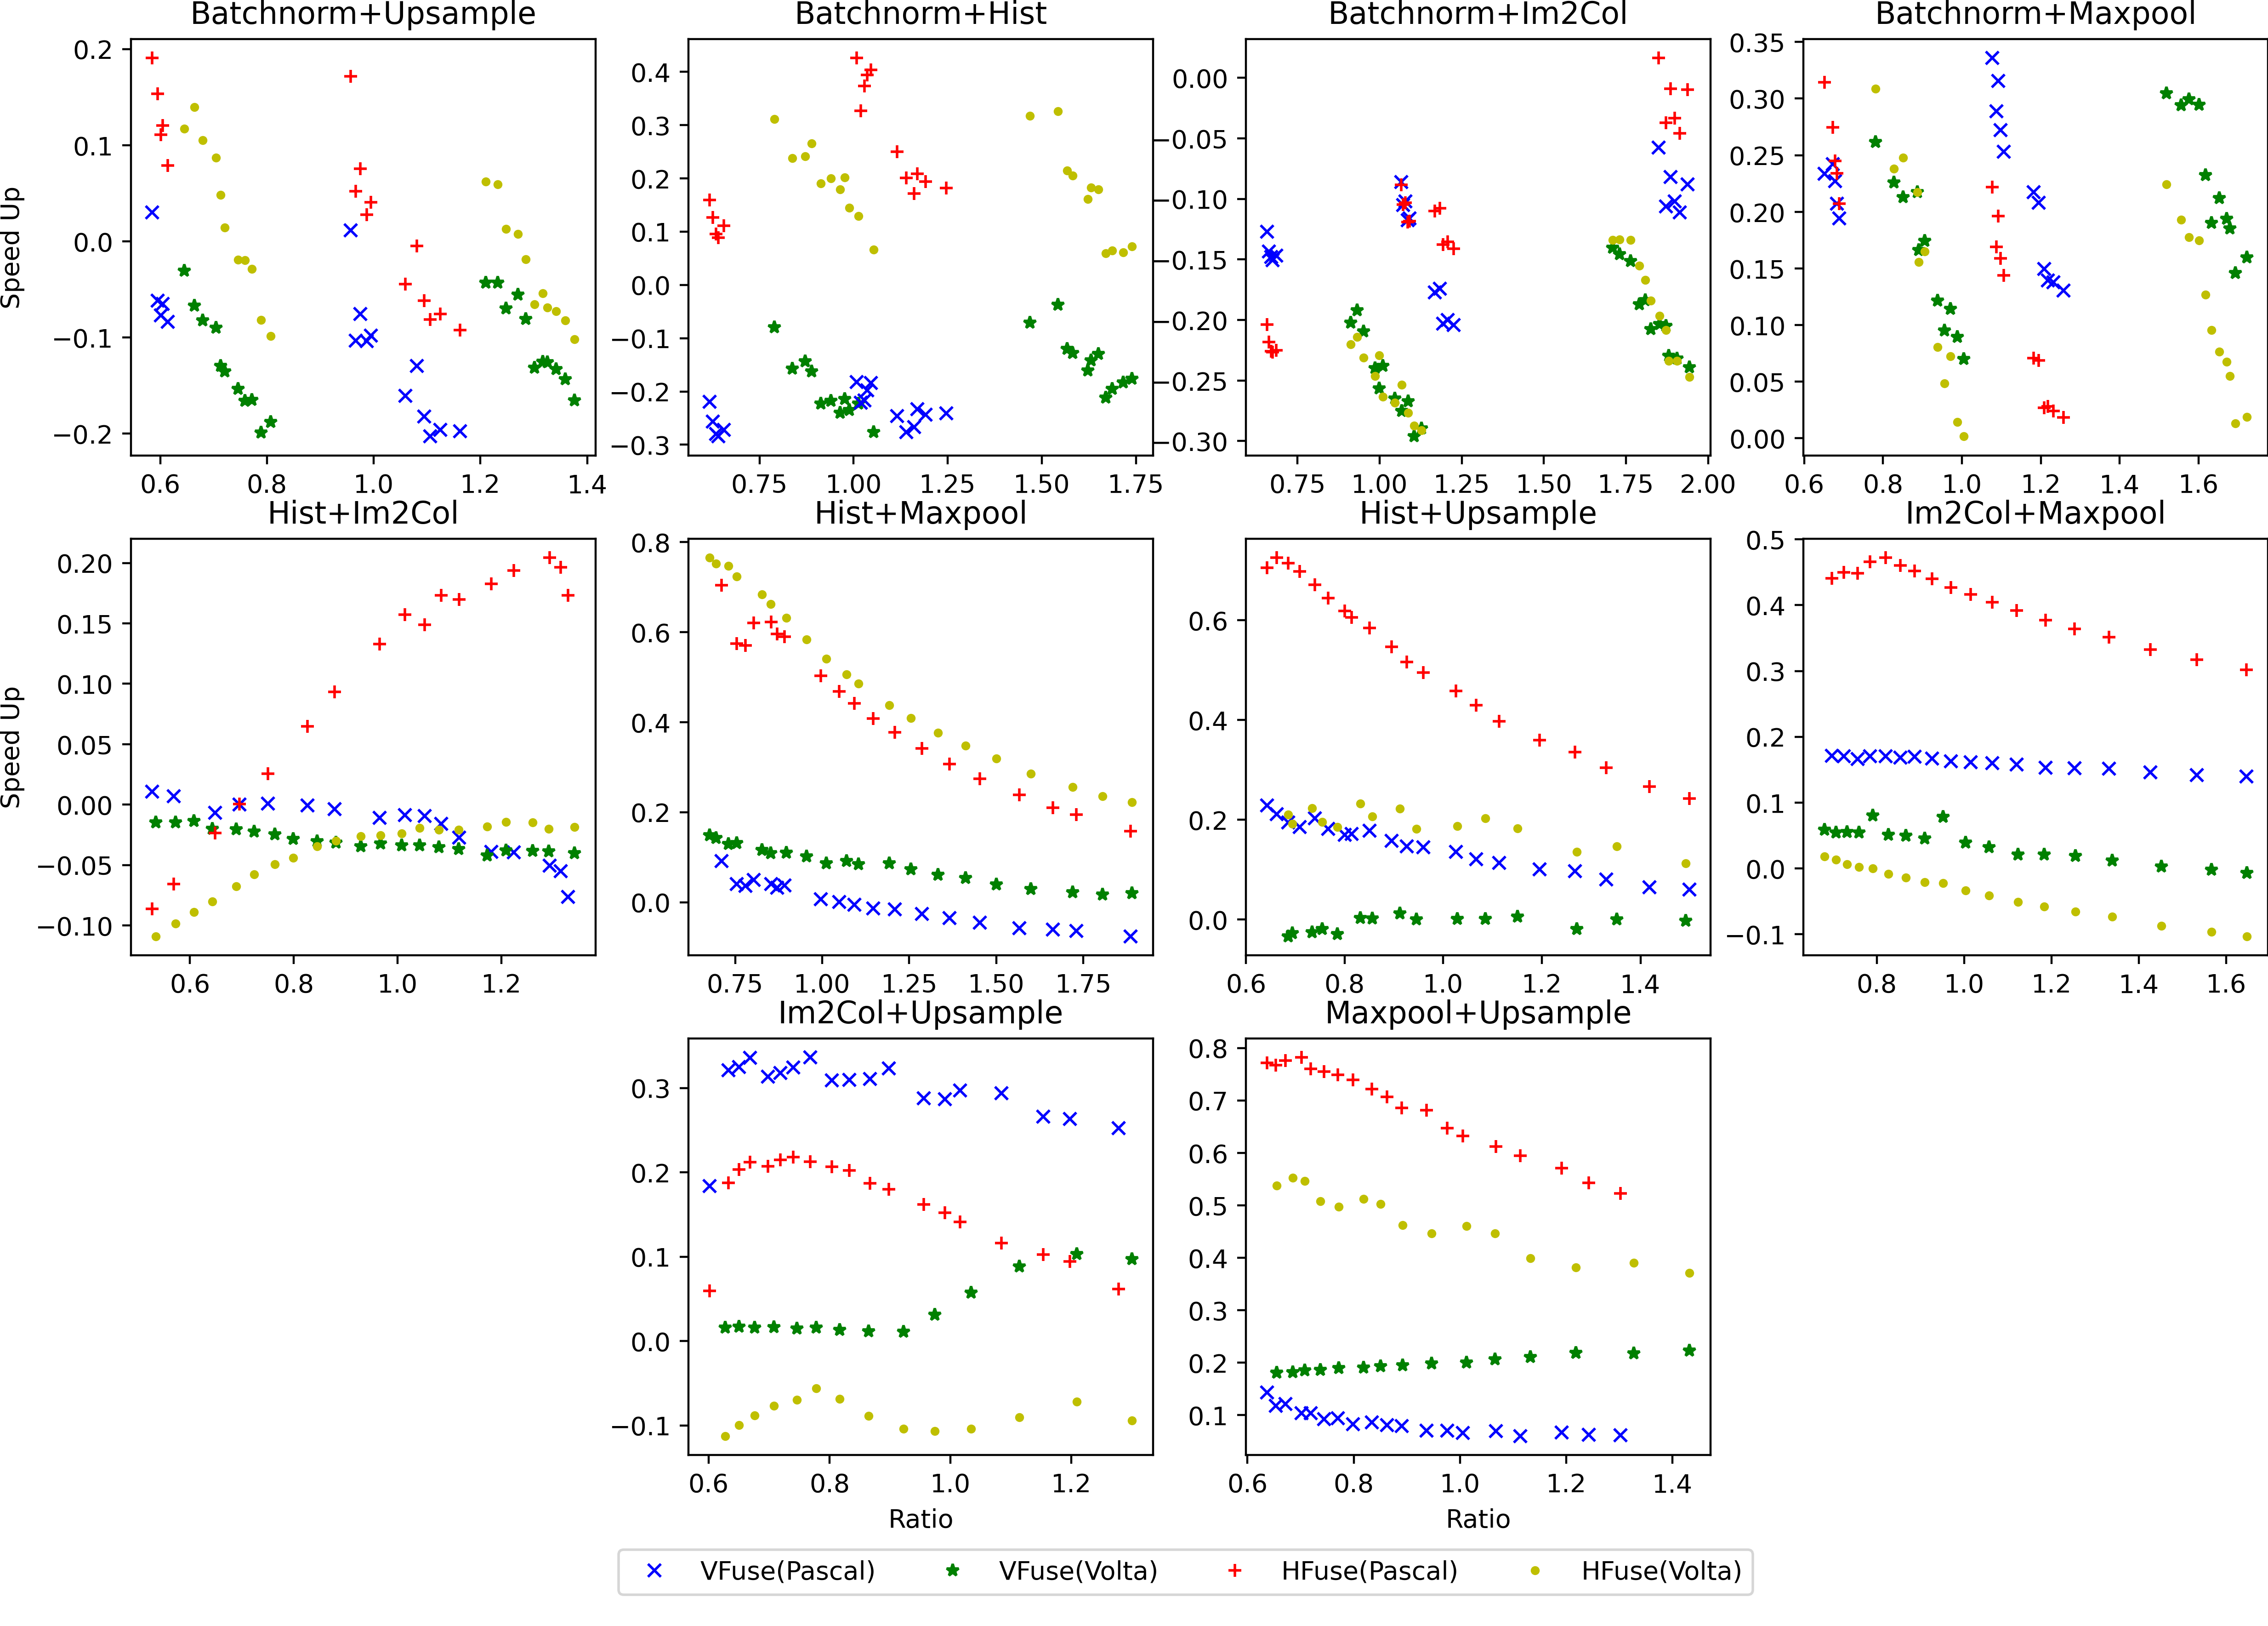 Batchnorm+Upsample
Batchnorm+Hist
Batchnorm+Im2Col
Batchnorm+Maxpool
Speed Up
0.2
0.1
0.0
−0.1
−0.2
0.6 0.8 1.0 1.2 1.4
0.4
0.3
0.2
0.1
0.0
−0.1
−0.2
−0.3
0.75 1.00 1.25 1.50 1.75
0.00
−0.05
−0.10
−0.15
−0.20
−0.25
−0.30
0.75 1.00 1.25 1.50 1.75 2.00
0.35
0.30
0.25
0.20
0.15
0.10
0.05
0.00
0.6 0.8 1.0 1.2 1.4 1.6
Hist+Im2Col
Hist+Maxpool
Hist+Upsample
Im2Col+Maxpool
Speed Up
0.20
0.15
0.10
0.05
0.00
−0.05
−0.10
0.6 0.8 1.0 1.2
0.8
0.6
0.4
0.2
0.0
0.75 1.00 1.25 1.50 1.75
0.6
0.4
0.2
0.0
0.6 0.8 1.0 1.2 1.4
0.5
0.4
0.3
0.2
0.1
0.0
−0.1
0.8 1.0 1.2 1.4 1.6
Im2Col+Upsample
Maxpool+Upsample
0.3
0.2
0.1
0.0
−0.1
0.6 0.8 1.0 1.2
Ratio
0.8
0.7
0.6
0.5
0.4
0.3
0.2
0.1
0.6 0.8 1.0 1.2 1.4
Ratio
VFuse(Pascal) VFuse(Volta) HFuse(Pascal) HFuse(Volta)